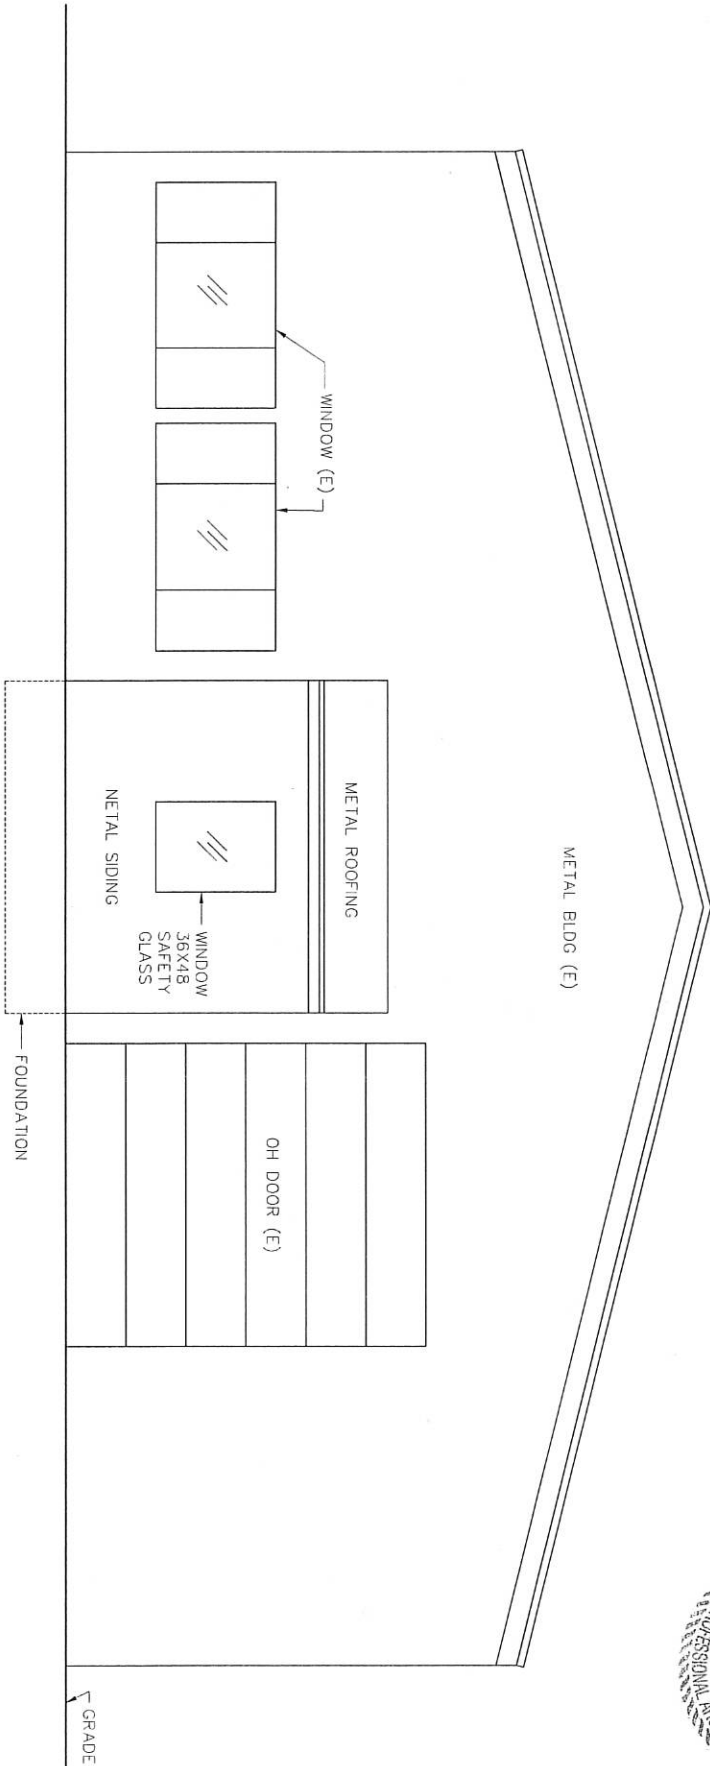 METAL BLDG (E)
WINDOW (E)
METAL ROOFING
OH DOOR (E)
WINDOW
36X48
SAFETY
GLASS
NETAL SIDING
GRADE
FOUNDATION